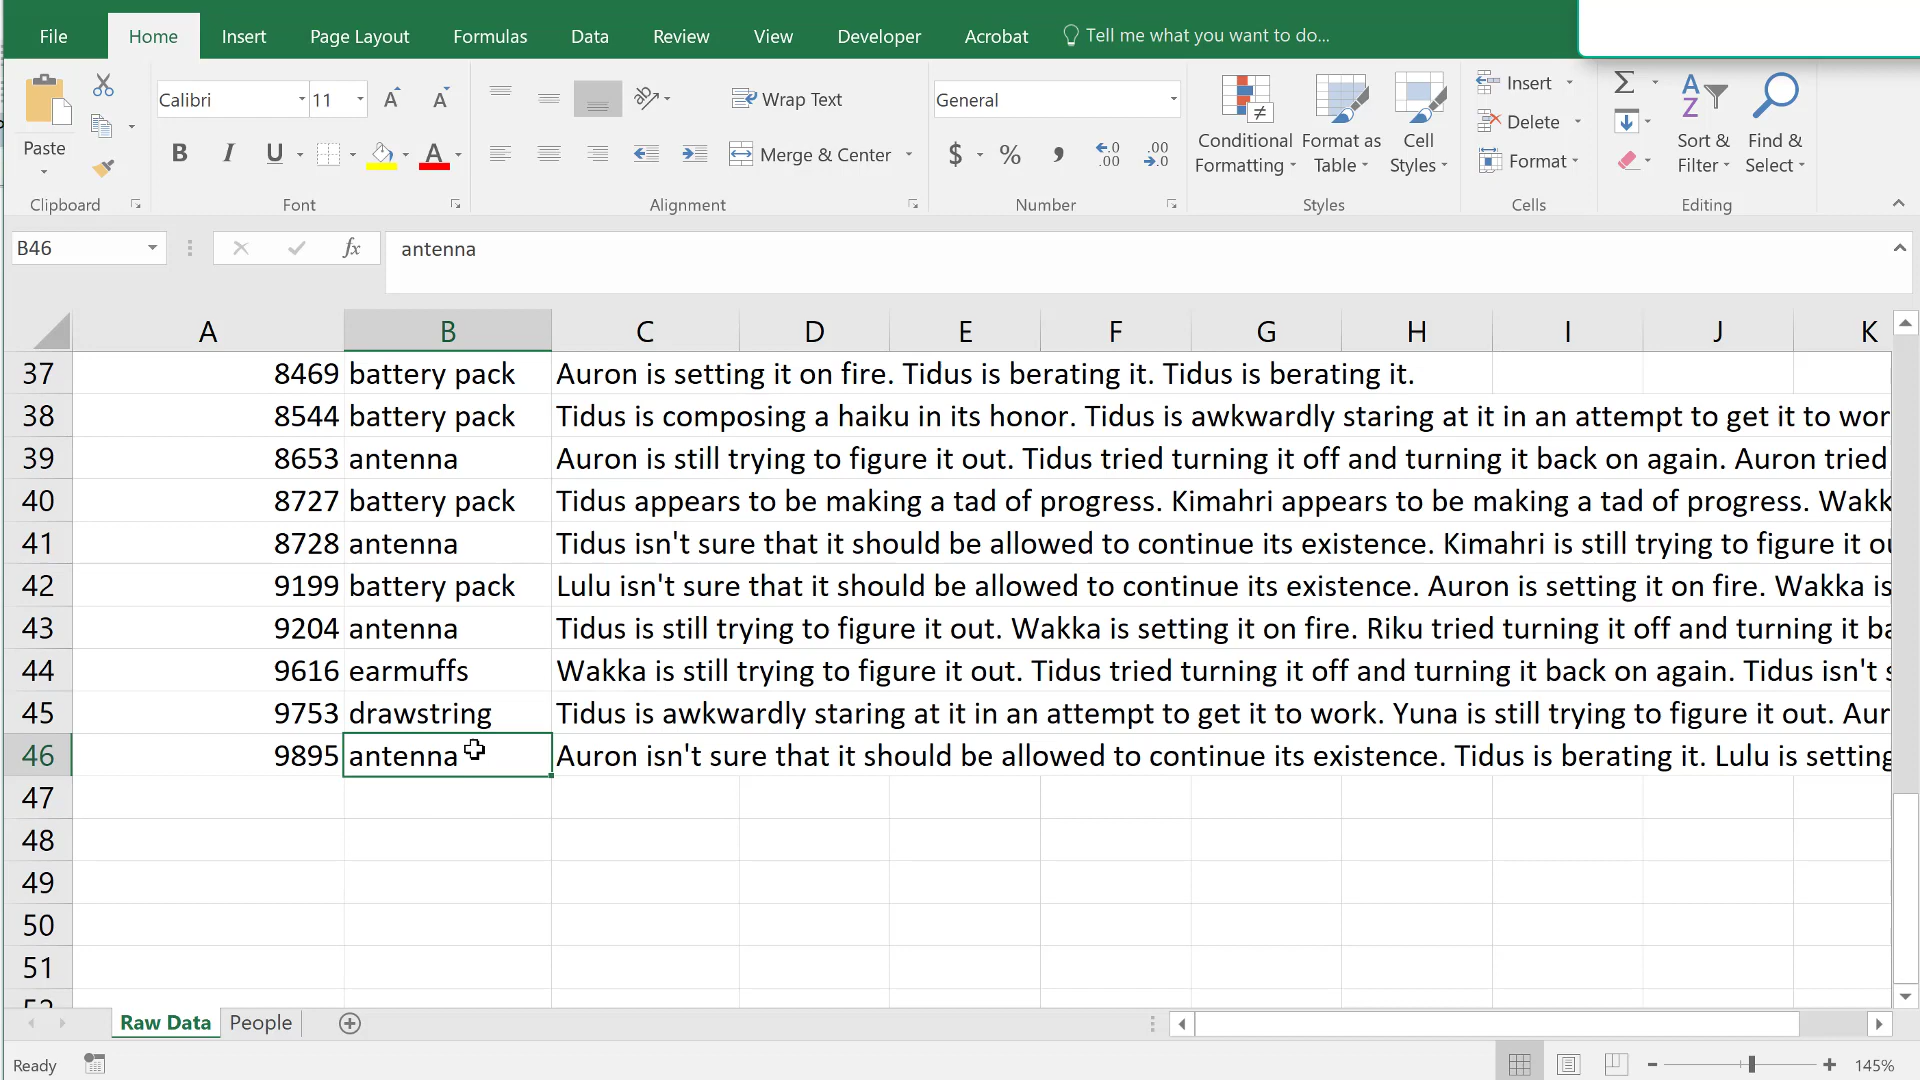 File Home Insert Page Layout Formulas Data Review View Developer Acrobat Tell me what you want to do...
Calibri 11 A A Wrap Text General Insert Σ A Z
Paste B I U A Merge & Center $ % , Conditional Formatting Format as Table Cell Styles Delete Format Sort & Filter Find & Select
Clipboard Font Alignment Number Styles Cells Editing
B46 fx antenna
A B C D E F G H I J K
37 8469 battery pack Auron is setting it on fire. Tidus is berating it. Tidus is berating it.
38 8544 battery pack Tidus is composing a haiku in its honor. Tidus is awkwardly staring at it in an attempt to get it to wor
39 8653 antenna Auron is still trying to figure it out. Tidus tried turning it off and turning it back on again. Auron tried
40 8727 battery pack Tidus appears to be making a tad of progress. Kimahri appears to be making a tad of progress. Wakk
41 8728 antenna Tidus isn't sure that it should be allowed to continue its existence. Kimahri is still trying to figure it ou
42 9199 battery pack Lulu isn't sure that it should be allowed to continue its existence. Auron is setting it on fire. Wakka is
43 9204 antenna Tidus is still trying to figure it out. Wakka is setting it on fire. Riku tried turning it off and turning it ba
44 9616 earmuffs Wakka is still trying to figure it out. Tidus tried turning it off and turning it back on again. Tidus isn't s
45 9753 drawstring Tidus is awkwardly staring at it in an attempt to get it to work. Yuna is still trying to figure it out. Aur
46 9895 antenna Auron isn't sure that it should be allowed to continue its existence. Tidus is berating it. Lulu is setting
47
48
49
50
51
52
Raw Data People
Ready 145%